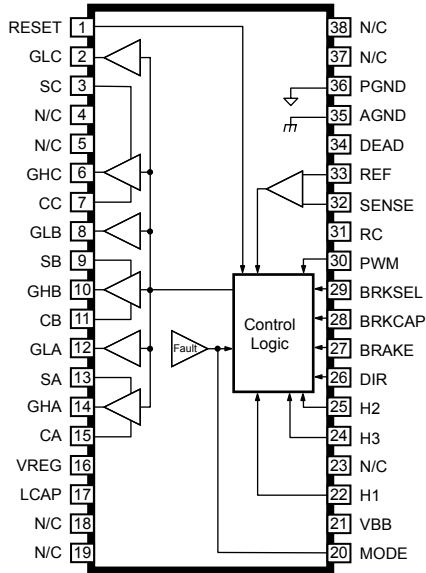 RESET 1
GLC 2
SC 3
N/C 4
N/C 5
GHC 6
CC 7
GLB 8
SB 9
GHB 10
CB 11
GLA 12
SA 13
GHA 14
CA 15
VREG 16
LCAP 17
N/C 18
N/C 19
Fault
Control
Logic
38 N/C
37 N/C
36 PGND
35 AGND
34 DEAD
33 REF
32 SENSE
31 RC
30 PWM
29 BRKSEL
28 BRKCAP
27 BRAKE
26 DIR
25 H2
24 H3
23 N/C
22 H1
21 VBB
20 MODE